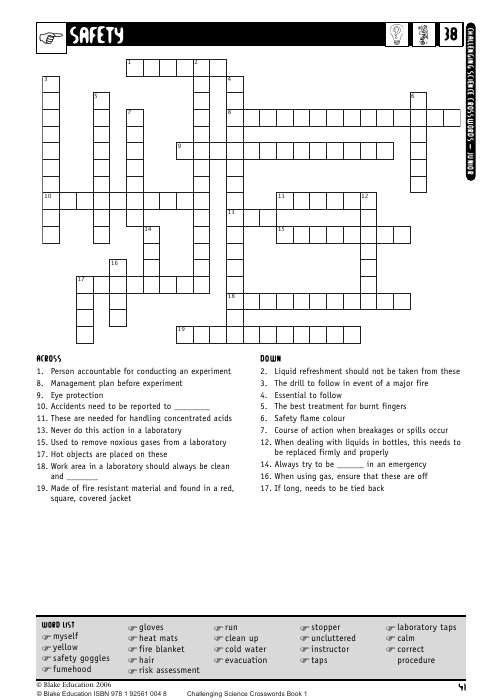 SAFETY
38
CHALLENGING SCIENCE CROSSWORDS – JUNIOR
1
2
3
4
5
6
7
8
9
10
11
12
13
14
15
16
17
18
19
ACROSS
1. Person accountable for conducting an experiment
8. Management plan before experiment
9. Eye protection
10. Accidents need to be reported to ________
11. These are needed for handling concentrated acids
13. Never do this action in a laboratory
15. Used to remove noxious gases from a laboratory
17. Hot objects are placed on these
18. Work area in a laboratory should always be clean
and _______
19. Made of fire resistant material and found in a red,
square, covered jacket
DOWN
2. Liquid refreshment should not be taken from these
3. The drill to follow in event of a major fire
4. Essential to follow
5. The best treatment for burnt fingers
6. Safety flame colour
7. Course of action when breakages or spills occur
12. When dealing with liquids in bottles, this needs to
be replaced firmly and properly
14. Always try to be ______ in an emergency
16. When using gas, ensure that these are off
17. If long, needs to be tied back
WORD LIST
myself
yellow
safety goggles
fumehood
gloves
heat mats
fire blanket
hair
risk assessment
run
clean up
cold water
evacuation
stopper
uncluttered
instructor
taps
laboratory taps
calm
correct
procedure
© Blake Education 2006
41
© Blake Education ISBN 978 1 92561 004 8 Challenging Science Crosswords Book 1